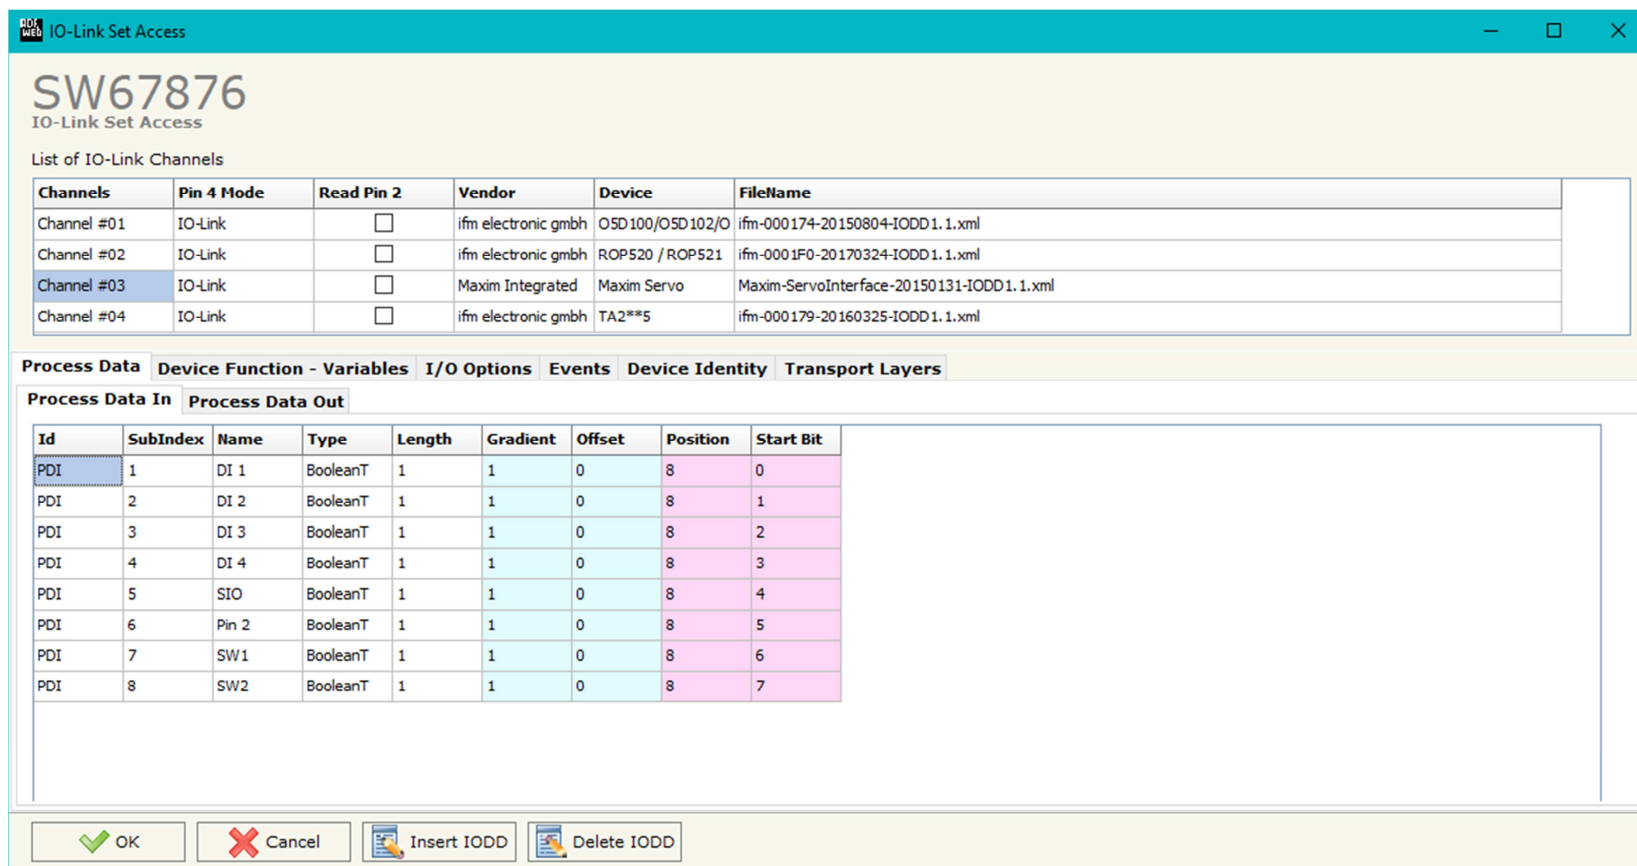 ADF WEB IO-Link Set Access
SW67876
IO-Link Set Access
List of IO-Link Channels
Channels Pin 4 Mode Read Pin 2 Vendor Device FileName
Channel #01 IO-Link ifm electronic gmbh O5D100/O5D102/O ifm-000174-20150804-IODD1.1.xml
Channel #02 IO-Link ifm electronic gmbh ROP520 / ROP521 ifm-0001F0-20170324-IODD1.1.xml
Channel #03 IO-Link Maxim Integrated Maxim Servo Maxim-ServoInterface-20150131-IODD1.1.xml
Channel #04 IO-Link ifm electronic gmbh TA2**5 ifm-000179-20160325-IODD1.1.xml
Process Data Device Function - Variables I/O Options Events Device Identity Transport Layers
Process Data In Process Data Out
Id SubIndex Name Type Length Gradient Offset Position Start Bit
PDI 1 DI 1 BooleanT 1 1 0 8 0
PDI 2 DI 2 BooleanT 1 1 0 8 1
PDI 3 DI 3 BooleanT 1 1 0 8 2
PDI 4 DI 4 BooleanT 1 1 0 8 3
PDI 5 SIO BooleanT 1 1 0 8 4
PDI 6 Pin 2 BooleanT 1 1 0 8 5
PDI 7 SW1 BooleanT 1 1 0 8 6
PDI 8 SW2 BooleanT 1 1 0 8 7
OK Cancel Insert IODD Delete IODD